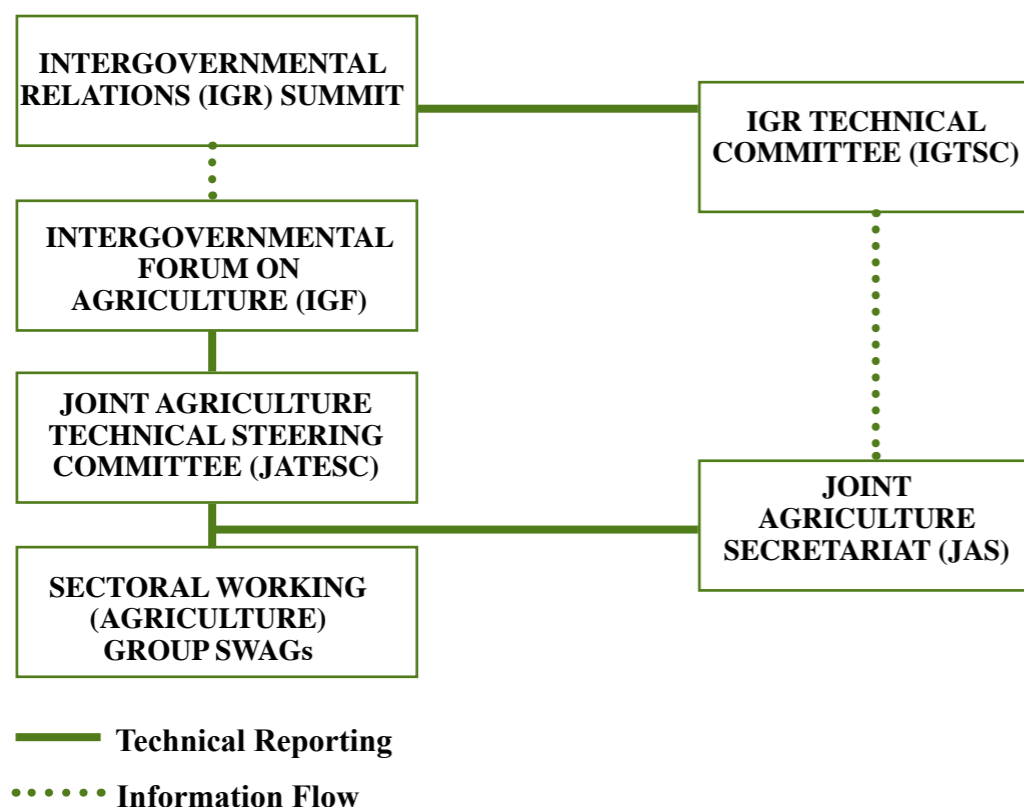 INTERGOVERNMENTAL
RELATIONS (IGR) SUMMIT
IGR TECHNICAL
COMMITTEE (IGTSC)
INTERGOVERNMENTAL
FORUM ON
AGRICULTURE (IGF)
JOINT AGRICULTURE
TECHNICAL STEERING
COMMITTEE (JATESC)
JOINT
AGRICULTURE
SECRETARIAT (JAS)
SECTORAL WORKING
(AGRICULTURE)
GROUP SWAGs
Technical Reporting
Information Flow